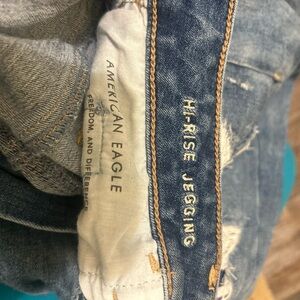 AMERICAN EAGLE
FREEDOM, AND DIFFERENCE
HI-RISE JEGGING